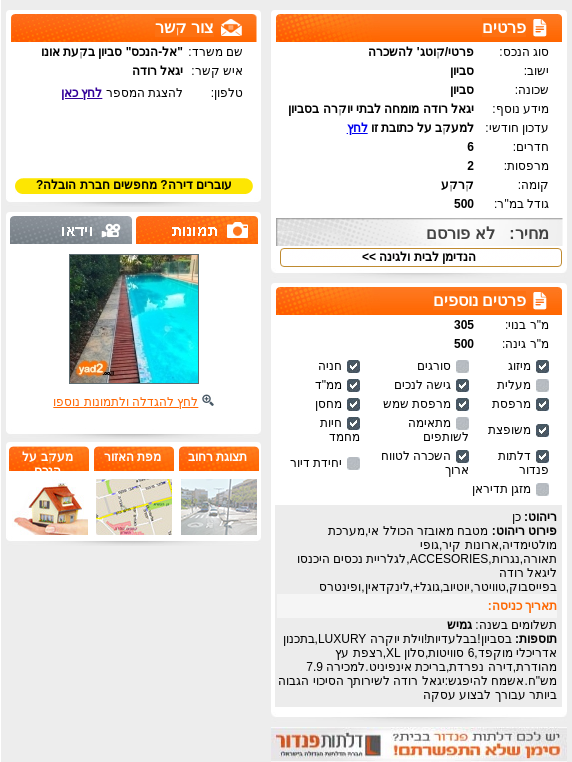 פרטים
סוג הנכס: פרטי/קוטג' להשכרה
ישוב: סביון
שכונה: סביון
מידע נוסף: יגאל רודה מומחה לבתי יוקרה בסביון
עדכון חודשי: למעקב על כתובת זו לחץ
חדרים: 6
מרפסות: 2
קומה: קרקע
גודל במ"ר: 500
מחיר: לא פורסם
הנדימן לבית ולגינה >>
פרטים נוספים
מ"ר בנוי: 305
מ"ר גינה: 500
מיזוג סורגים חניה
מעלית גישה לנכים ממ"ד
מרפסת מרפסת שמש מחסן
משופצת מתאימה לשותפים חיות מחמד
דלתות פנדור השכרה לטווח ארוך יחידת דיור
מזגן תדיראן
ריהוט: כן
פירוט ריהוט: מטבח מאובזר הכולל אי,מערכת
מולטימדיה,ארונות קיר,גופי
תאורה,נגרות,ACCESORIES,לגלריית נכסים היכנסו
ליגאל רודה
בפייסבוק,טוויטר,יוטיוב,גוגל+,לינקדאין,ופינטרס
תאריך כניסה:
תשלומים בשנה: גמיש
תוספות: בסביון!בבלעדיות!וילת יוקרה LUXURY,בתכנון
אדריכלי מוקפד,6 סוויטות,סלון XL,רצפת עץ
מהודרת,דירה נפרדת,בריכת אינפיניט.למכירה 7.9
מש"ח.אשמח להיפגש:יגאל רודה לשירותך הסיכוי הגבוה
ביותר עבורך לבצוע עסקה
יש לכם דלתות פנדור בבית?
סימן שלא התפשרתם!
דלתות פנדור
חברת הדלתות הגדולה בישראל
צור קשר
שם משרד: "אל-הנכס" סביון בקעת אונו
איש קשר: יגאל רודה
טלפון: להצגת המספר לחץ כאן
עוברים דירה? מחפשים חברת הובלה?
תמונות
וידאו
yad2
לחץ להגדלה ולתמונות נוספו
תצוגת רחוב
מפת האזור
מעקב על
הנכס